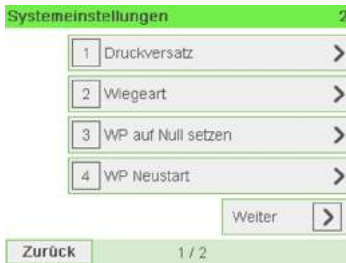 Systemeinstellungen 2
1 Druckversatz >
2 Wiegeart >
3 WP auf Null setzen >
4 WP Neustart >
Weiter >
Zurück 1 / 2